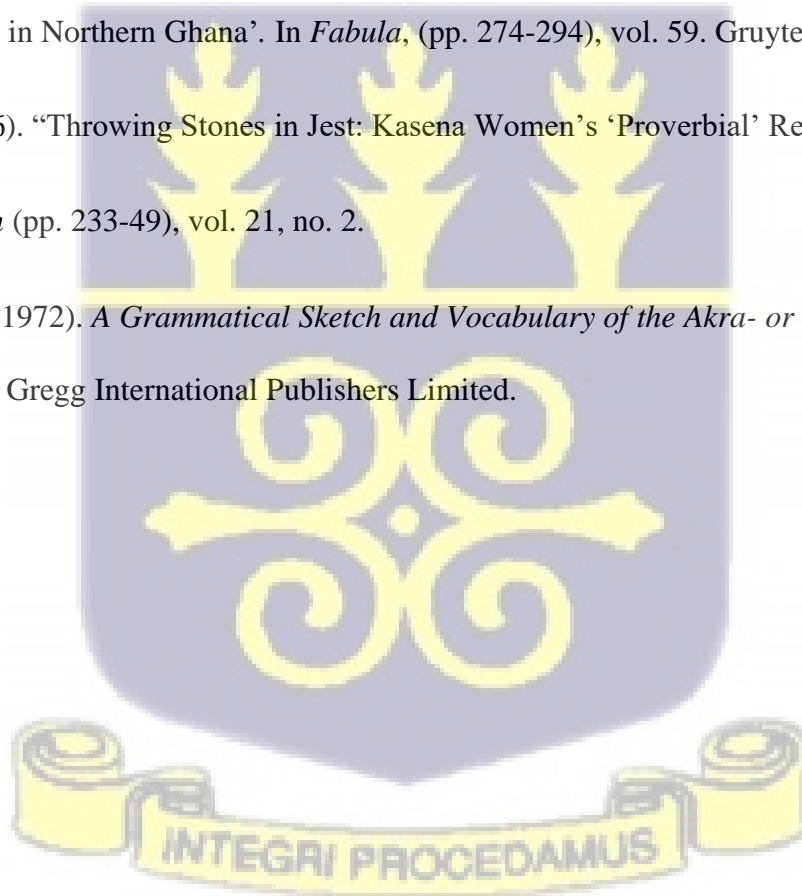 in Northern Ghana’. In Fabula, (pp. 274-294), vol. 59. Gruyte
). “Throwing Stones in Jest: Kasena Women’s ‘Proverbial’ Re
(pp. 233-49), vol. 21, no. 2.
1972). A Grammatical Sketch and Vocabulary of the Akra- or
Gregg International Publishers Limited.
INTEGRI PROCEDAMUS